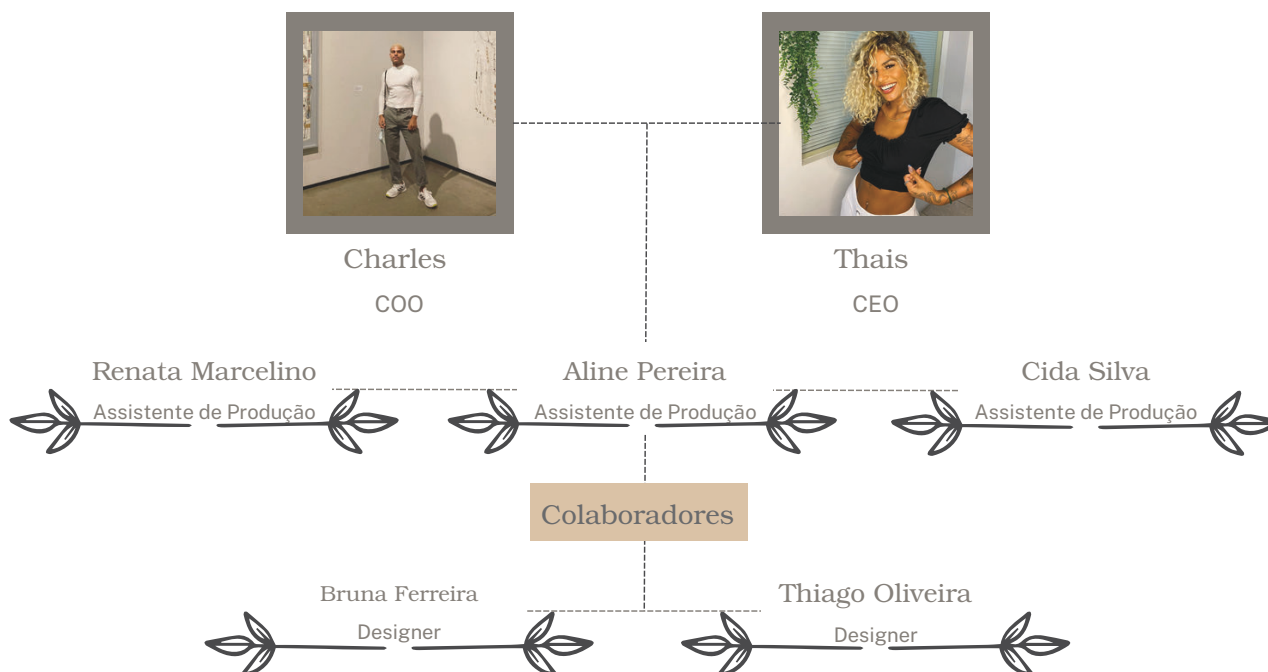 Charles
Thais
COO
CEO
Renata Marcelino
Aline Pereira
Cida Silva
Assistente de Produção
Assistente de Produção
Assistente de Produção
Colaboradores
Bruna Ferreira
Thiago Oliveira
Designer
Designer